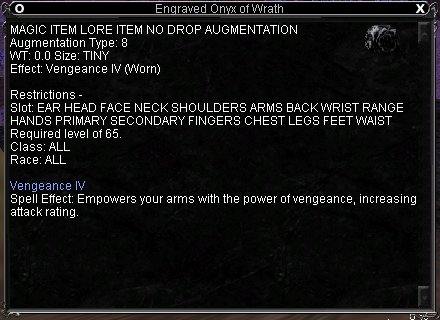 O Engraved Onyx of Wrath X
MAGIC ITEM LORE ITEM NO DROP AUGMENTATION
Augmentation Type: 8
WT: 0.0 Size: TINY
Effect: Vengeance IV (Worn)
Restrictions -
Slot: EAR HEAD FACE NECK SHOULDERS ARMS BACK WRIST RANGE
HANDS PRIMARY SECONDARY FINGERS CHEST LEGS FEET WAIST
Required level of 65.
Class: ALL
Race: ALL
Vengeance IV
Spell Effect: Empowers your arms with the power of vengeance, increasing
attack rating.